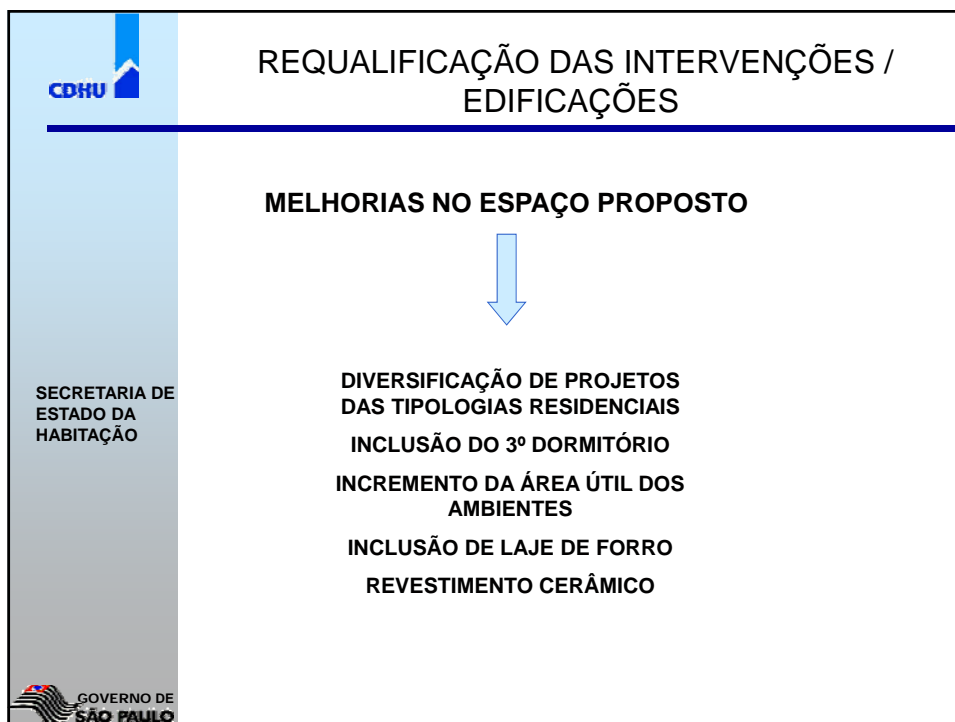 CDHU
REQUALIFICAÇÃO DAS INTERVENÇÕES /
EDIFICAÇÕES
MELHORIAS NO ESPAÇO PROPOSTO
SECRETARIA DE
ESTADO DA
HABITAÇÃO
DIVERSIFICAÇÃO DE PROJETOS
DAS TIPOLOGIAS RESIDENCIAIS
INCLUSÃO DO 3º DORMITÓRIO
INCREMENTO DA ÁREA ÚTIL DOS
AMBIENTES
INCLUSÃO DE LAJE DE FORRO
REVESTIMENTO CERÂMICO
GOVERNO DE
SÃO PAULO